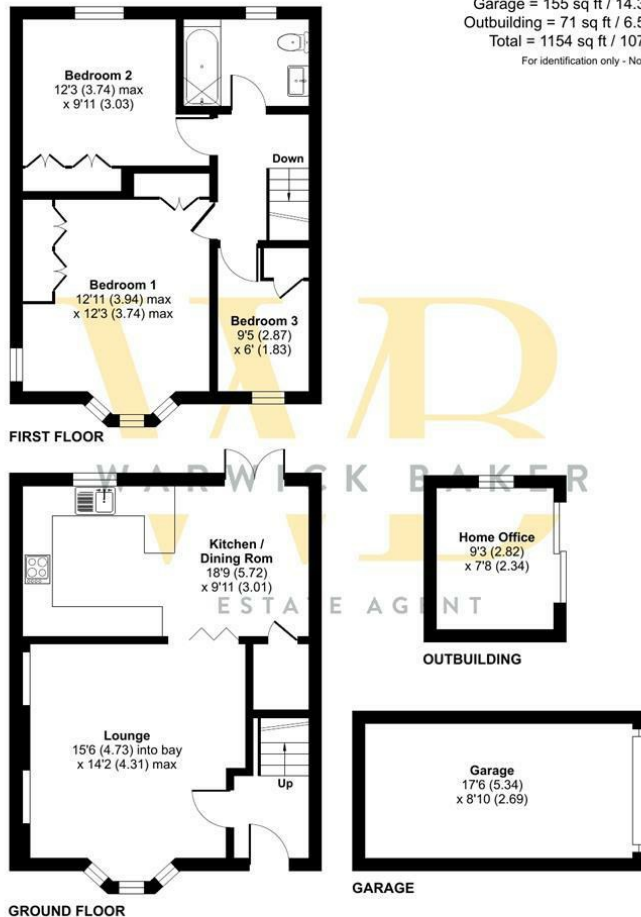 Garage = 155 sq ft / 14.3
Outbuilding = 71 sq ft / 6.5
Total = 1154 sq ft / 107
For identification only - No
Bedroom 2
12'3 (3.74) max
x 9'11 (3.03)
Down
Bedroom 1
12'11 (3.94) max
x 12'3 (3.74) max
Bedroom 3
9'5 (2.87)
x 6' (1.83)
FIRST FLOOR
WB
WARWICK BAKER
ESTATE AGENT
Kitchen /
Dining Rom
18'9 (5.72)
x 9'11 (3.01)
Home Office
9'3 (2.82)
x 7'8 (2.34)
OUTBUILDING
Lounge
15'6 (4.73) into bay
x 14'2 (4.31) max
Up
Garage
17'6 (5.34)
x 8'10 (2.69)
GARAGE
GROUND FLOOR